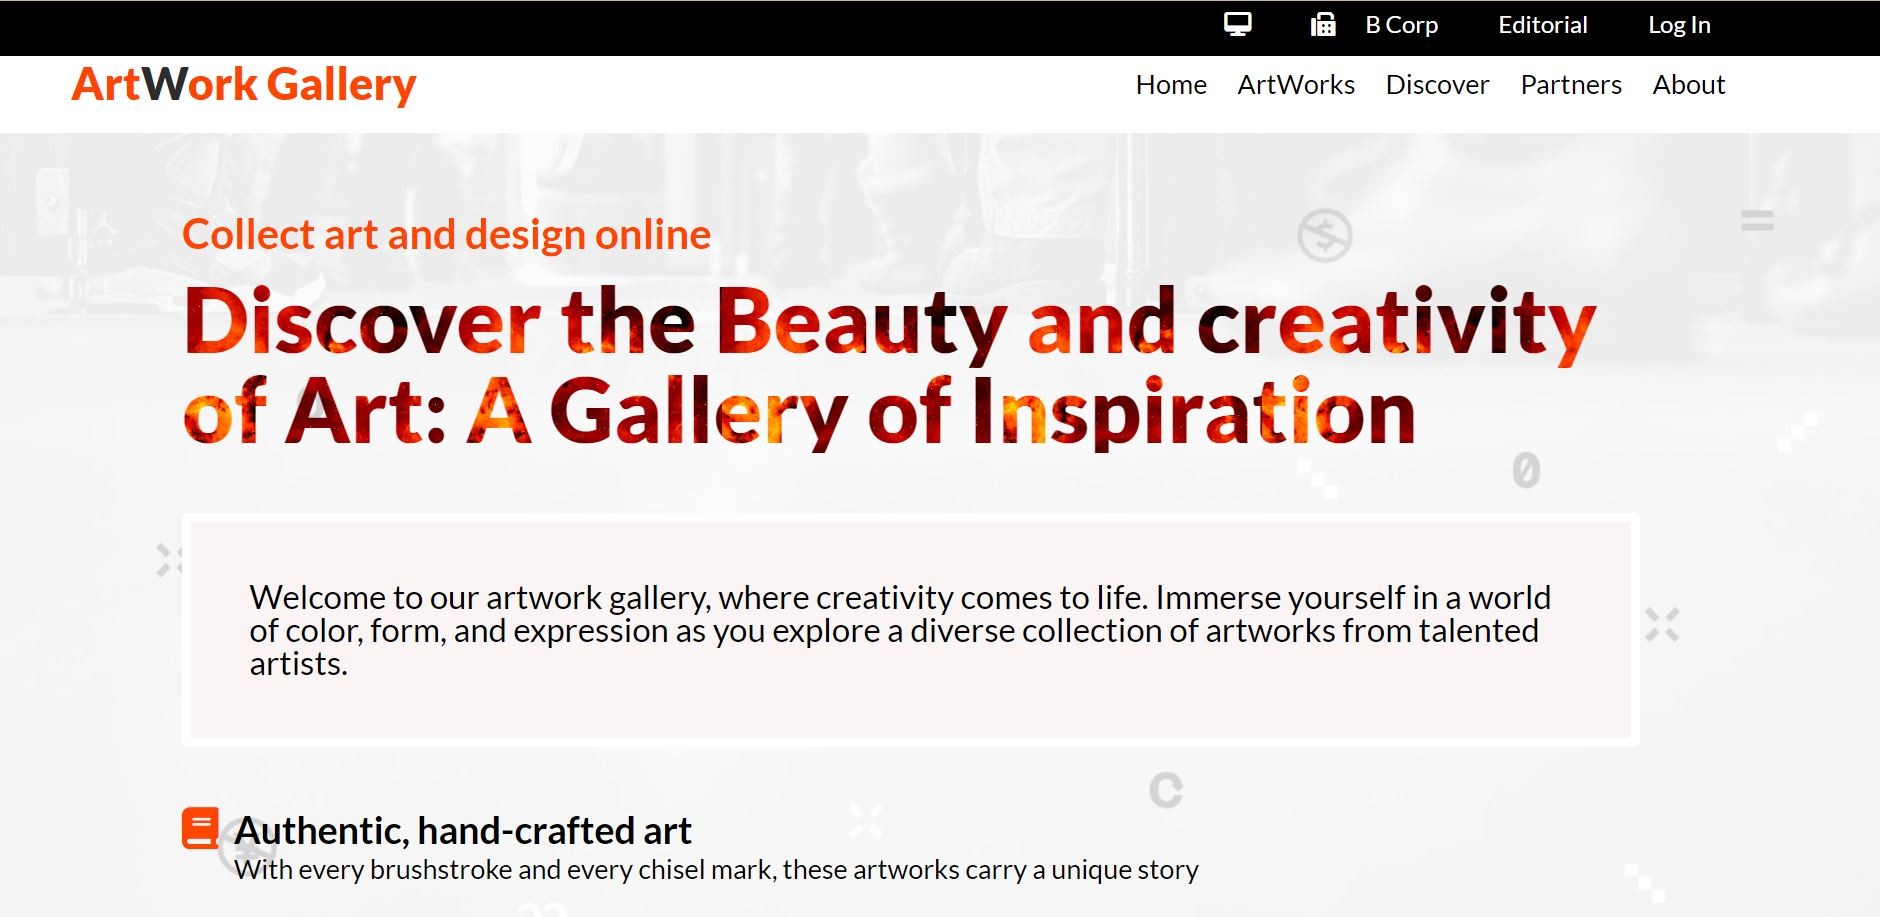 B Corp Editorial Log In
ArtWork Gallery
Home ArtWorks Discover Partners About
Collect art and design online
Discover the Beauty and creativity
of Art: A Gallery of Inspiration
Welcome to our artwork gallery, where creativity comes to life. Immerse yourself in a world
of color, form, and expression as you explore a diverse collection of artworks from talented
artists.
Authentic, hand-crafted art
With every brushstroke and every chisel mark, these artworks carry a unique story